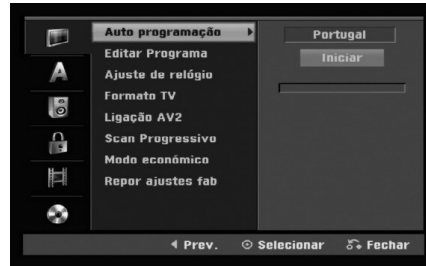 Auto programação
Editar Programa
Ajuste de relógio
Formato TV
Ligação AV2
Scan Progressivo
Modo económico
Repor ajustes fab
Portugal
Iniciar
A
Prev.
Selecionar
Fechar